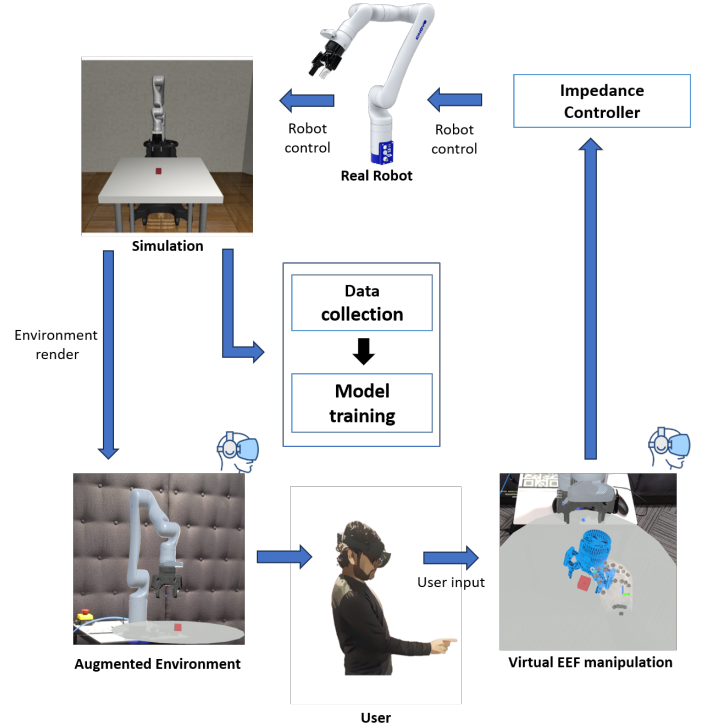 Impedance
Controller
Robot
control
Robot
control
Real Robot
Simulation
Data
collection
Environment
render
Model
training
User input
Augmented Environment
Virtual EEF manipulation
User